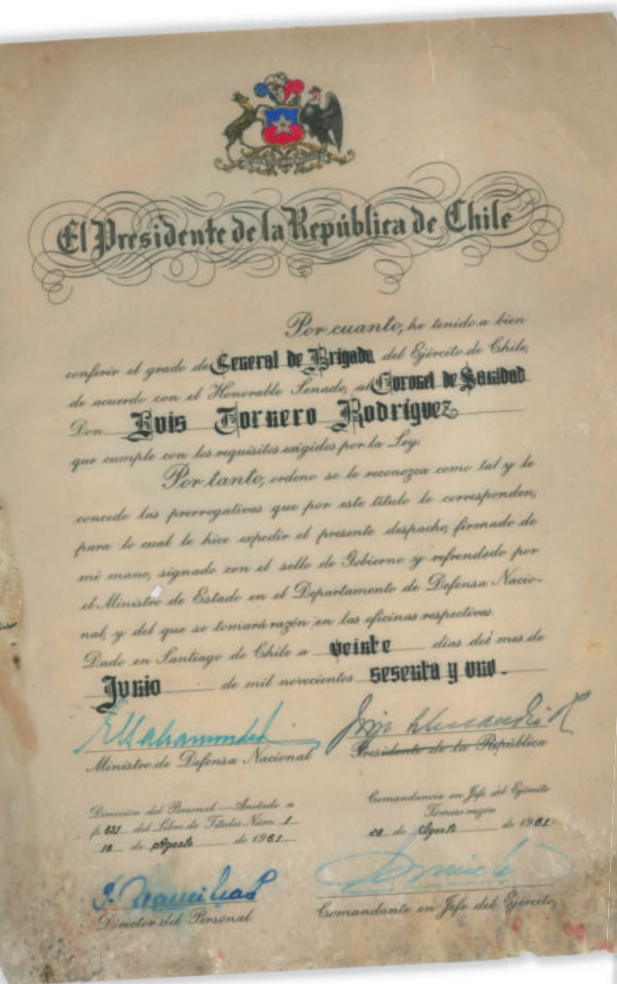 El Presidente de la República de Chile
Por cuanto, he tenido a bien
conferir el grado de General de Brigada del Ejército de Chile,
de acuerdo con el Honorable Senado, al Coronel de Sanidad
Don Luis Tornero Rodríguez
que cumple con los requisitos exigidos por la Ley.
Por tanto, ordeno se le reconozca como tal y le
concedo las prerrogativas que por este título le corresponden,
para lo cual le hice expedir el presente despacho, firmado de
mi mano, signado con el sello de Gobierno y refrendado por
el Ministro de Estado en el Departamento de Defensa Nacio-
nal, y del que se tomará razón en las oficinas respectivas.
Dado en Santiago de Chile a veinte días del mes de
Junio de mil novecientos sesenta y uno.-
Ministro de Defensa Nacional
Presidente de la República
Dirección del Personal.—Anotado a
fs. 831 del Libro de Títulos Núm. 1
18 de Agosto de 1961
Comandancia en Jefe del Ejército
Tómese razón
de Agosto de 1961
Director del Personal
Comandante en Jefe del Ejército